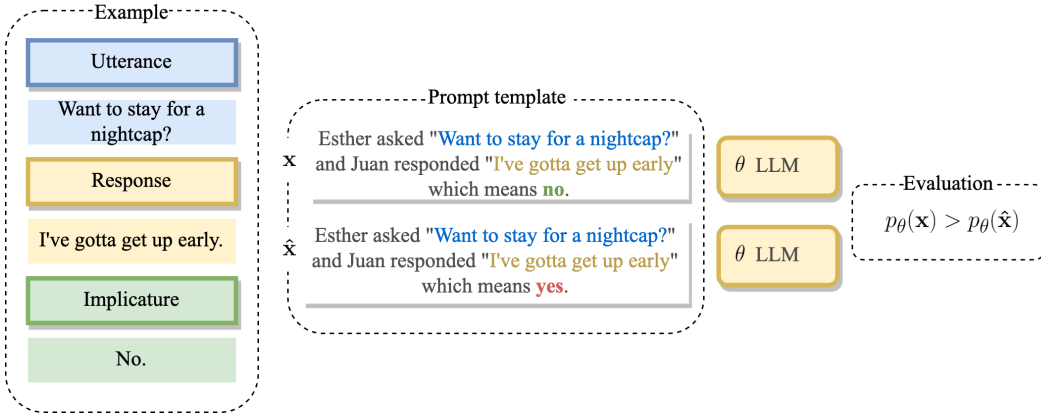 Example
Utterance
Want to stay for a
nightcap?
Response
I've gotta get up early.
Implicature
No.
Prompt template
x
Esther asked "Want to stay for a nightcap?"
and Juan responded "I've gotta get up early"
which means no.
x̂
Esther asked "Want to stay for a nightcap?"
and Juan responded "I've gotta get up early"
which means yes.
θ LLM
θ LLM
Evaluation
pθ(x) > pθ(x̂)